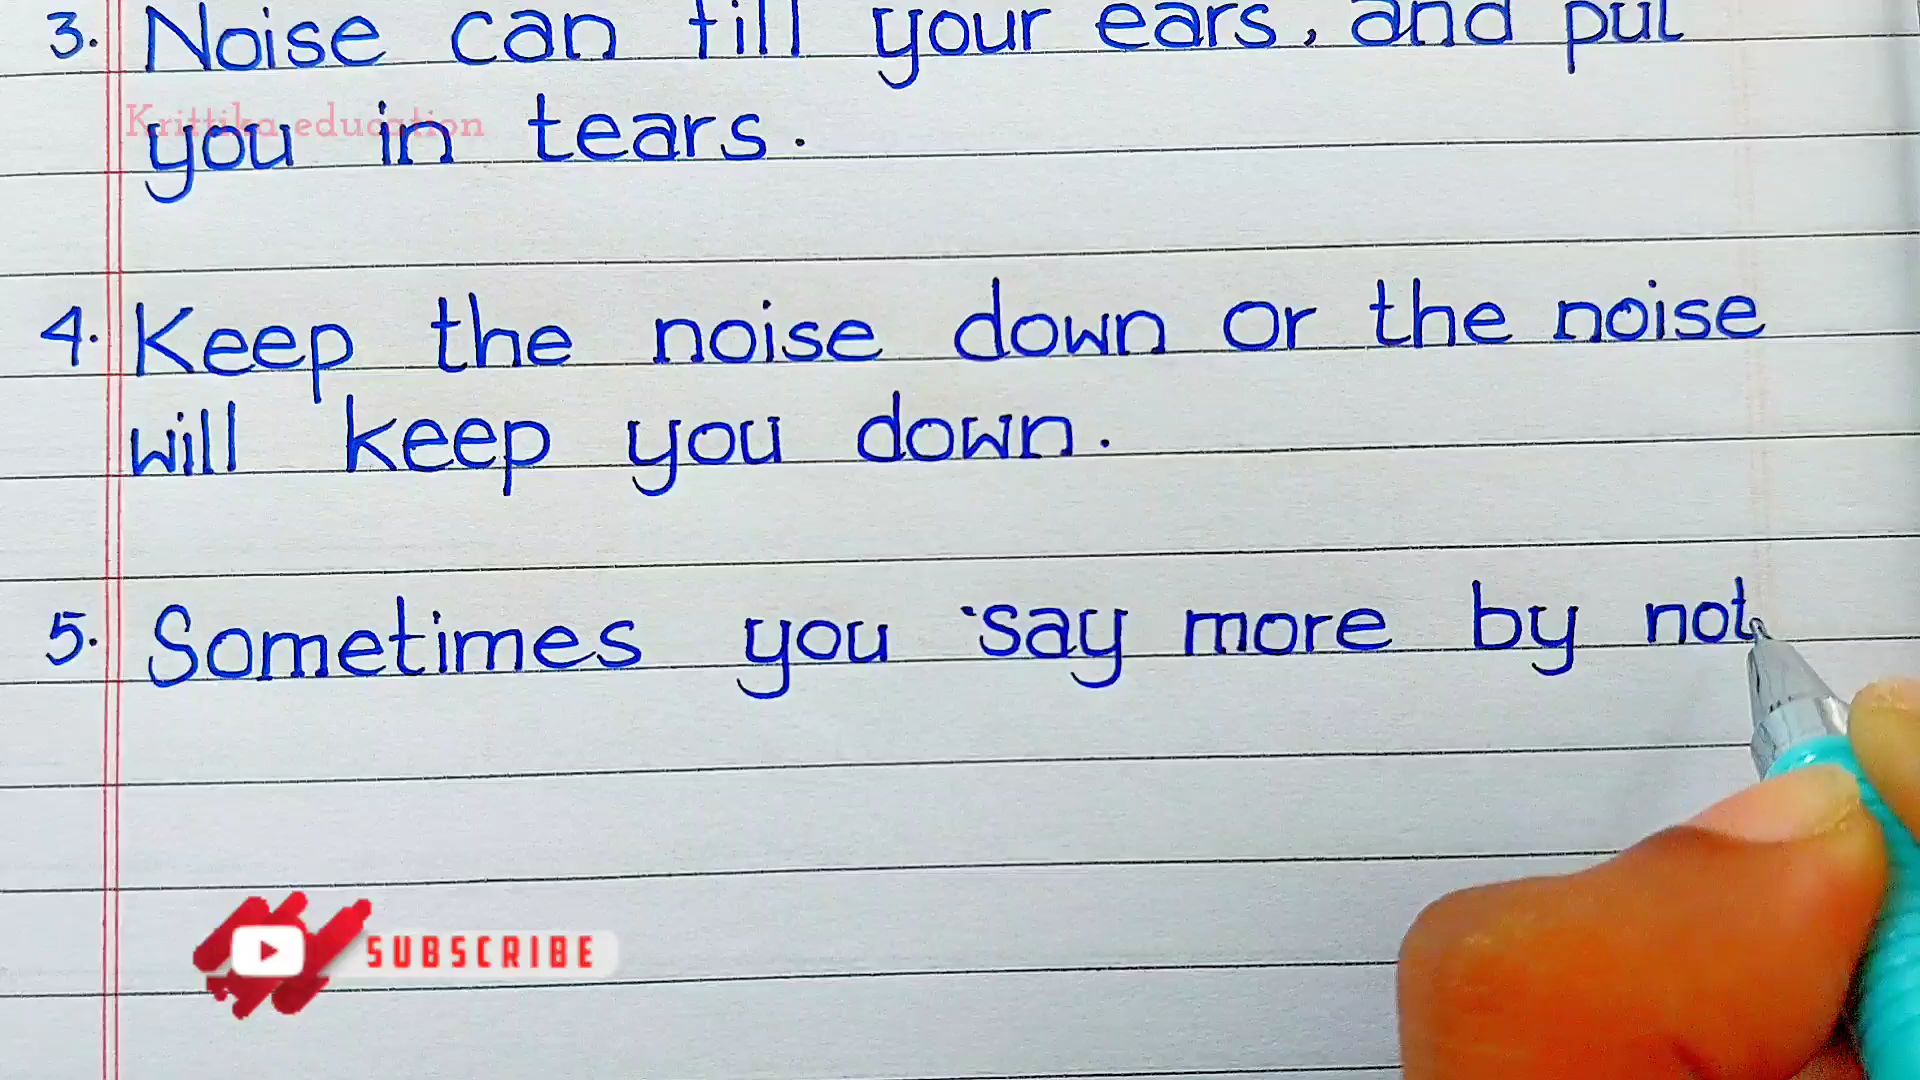 3. Noise can fill your ears, and put
Krittika education
you in tears.
4. Keep the noise down or the noise
will keep you down.
5. Sometimes you say more by not
SUBSCRIBE